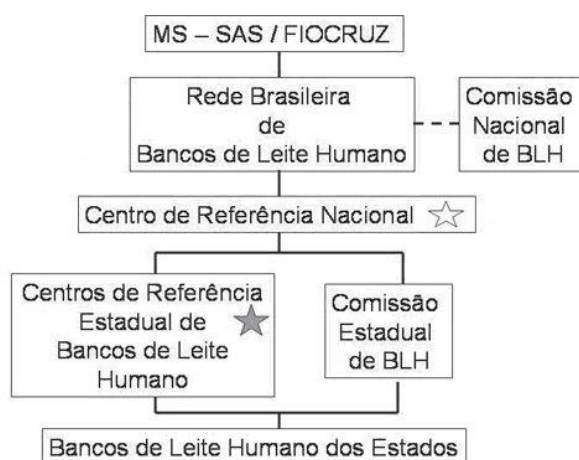 MS – SAS / FIOCRUZ
Rede Brasileira
de
Bancos de Leite Humano
Comissão
Nacional
de BLH
Centro de Referência Nacional
Centros de Referência
Estadual de
Bancos de Leite
Humano
Comissão
Estadual
de BLH
Bancos de Leite Humano dos Estados